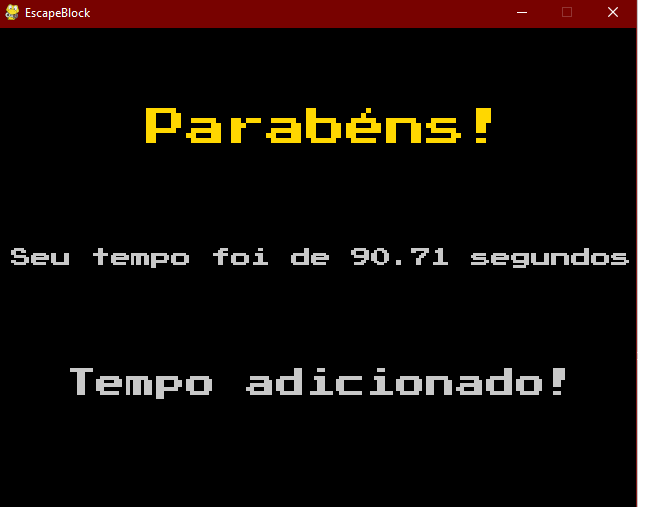 EscapeBlock
Parabéns!
Seu tempo foi de 90.71 segundos
Tempo adicionado!